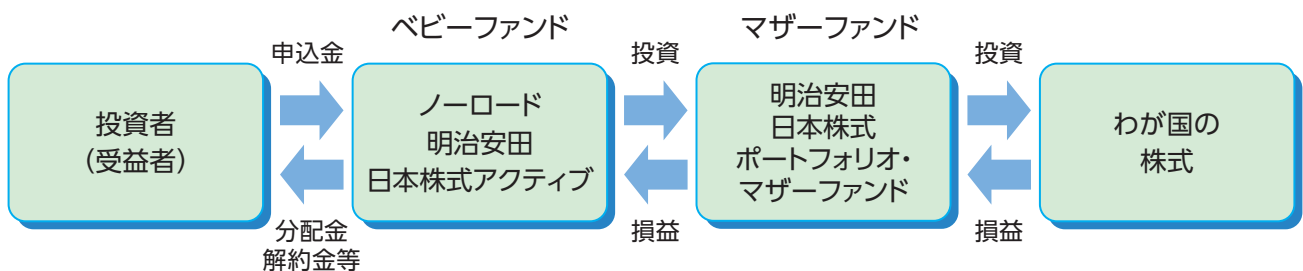 ベビーファンド
マザーファンド
申込金
投資
投資
投資者
(受益者)
ノーロード
明治安田
日本株式アクティブ
明治安田
日本株式
ポートフォリオ・
マザーファンド
わが国の
株式
分配金
解約金等
損益
損益